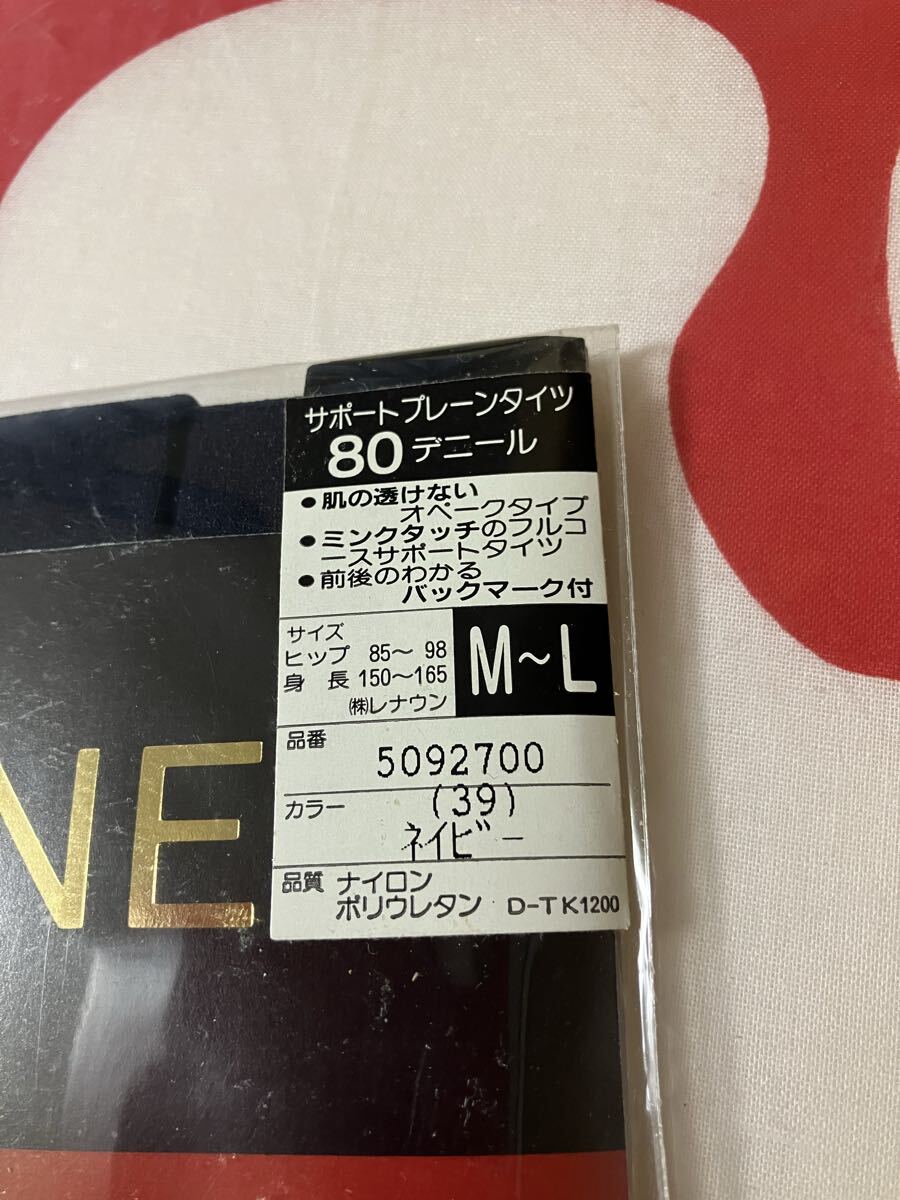 サポートプレーンタイツ
80デニール
●肌の透けない
オペークタイプ
●ミンクタッチのフルコ
ースサポートタイツ
●前後のわかる
バックマーク付
サイズ
ヒップ 85〜98
身長 150〜165
㈱レナウン
M〜L
品番
5092700
カラー
(39)
ネイビー
品質 ナイロン
ポリウレタン D-TK1200
NE